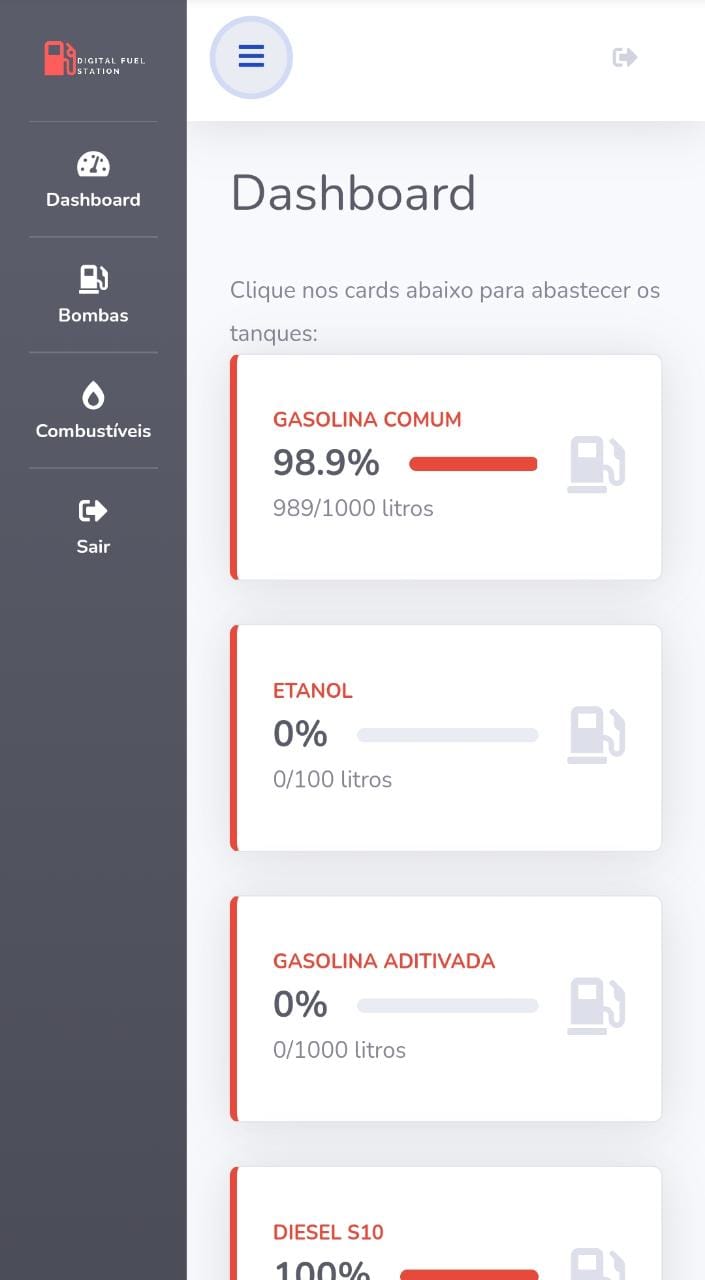 DIGITAL FUEL
STATION
Dashboard
Bombas
Combustíveis
Sair
Dashboard
Clique nos cards abaixo para abastecer os
tanques:
GASOLINA COMUM
98.9%
989/1000 litros
ETANOL
0%
0/100 litros
GASOLINA ADITIVADA
0%
0/1000 litros
DIESEL S10
100%